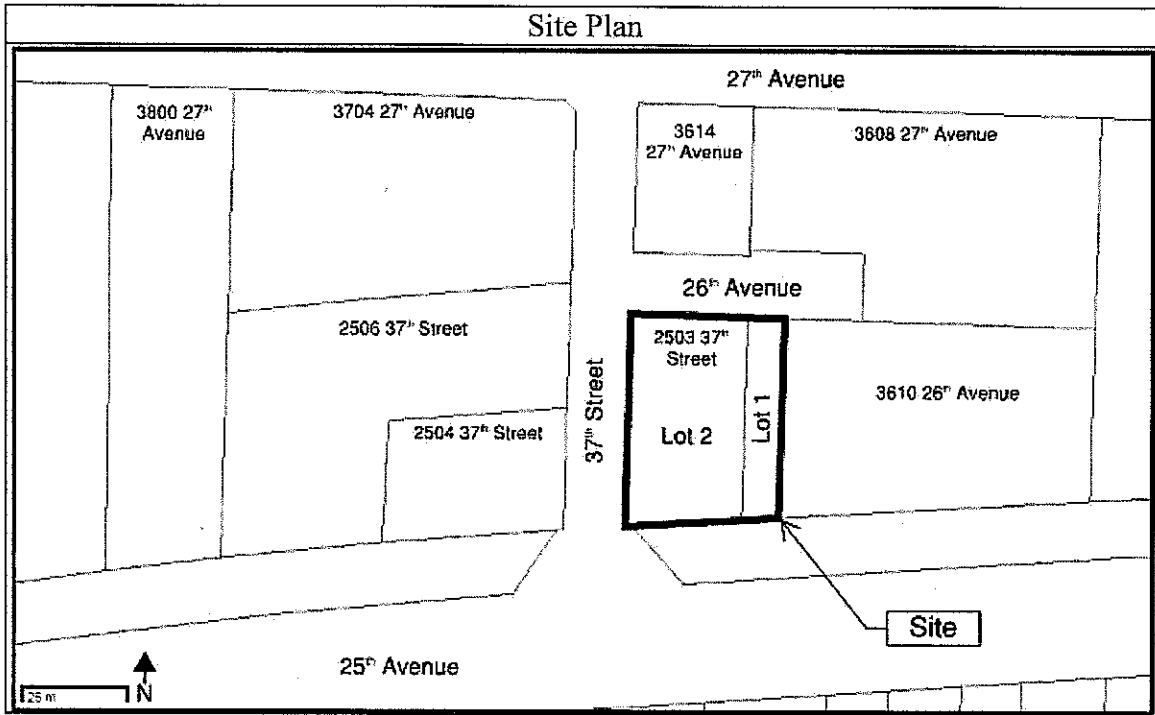 Site Plan
27th Avenue
3800 27th
Avenue
3704 27th Avenue
3614
27th Avenue
3608 27th Avenue
26th Avenue
2506 37th Street
2503 37th
Street
3610 26th Avenue
2504 37th Street
37th Street
Lot 2
Lot 1
Site
25th Avenue
25 m
N